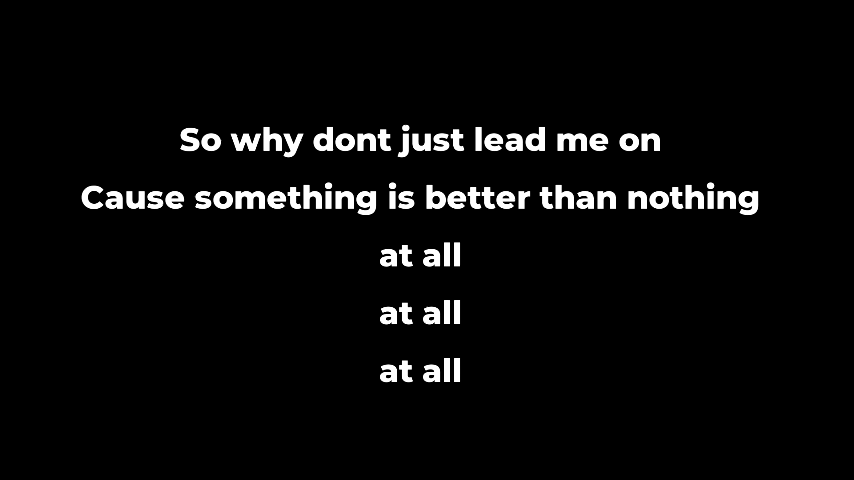 So why dont just lead me on
Cause something is better than nothing
at all
at all
at all